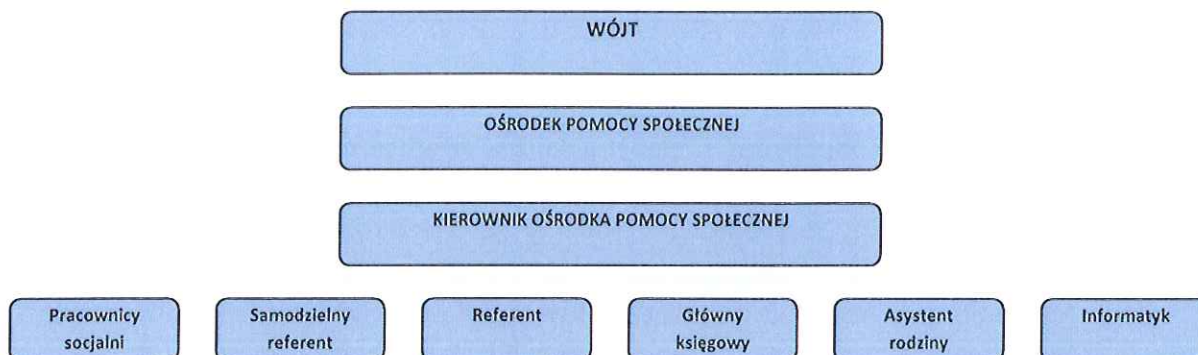 WÓJT
OŚRODEK POMOCY SPOŁECZNEJ
KIEROWNIK OŚRODKA POMOCY SPOŁECZNEJ
Pracownicy
socjalni
Samodzielny
referent
Referent
Główny
księgowy
Asystent
rodziny
Informatyk